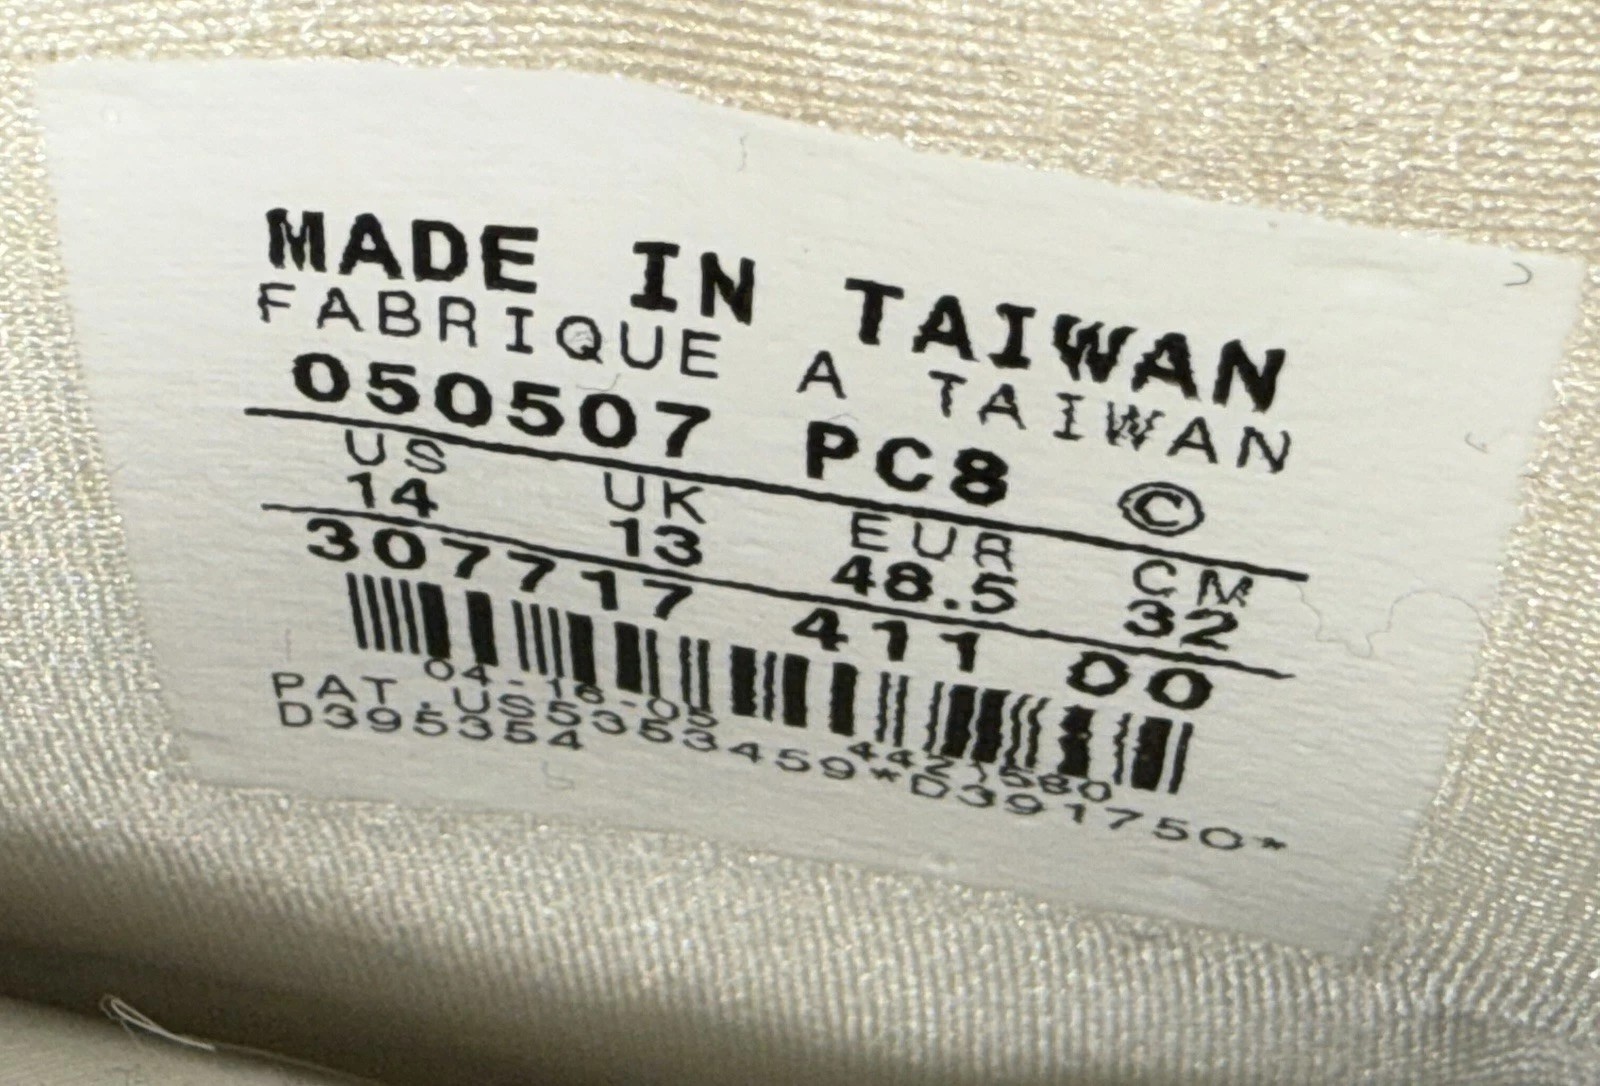 MADE IN TAIWAN
FABRIQUE A TAIWAN
050507 PC8 ©
US UK EUR CM
14 13 48.5 32
307717 411 00
04-18-05 4421580
PAT.US5353459*D391750*
D395354